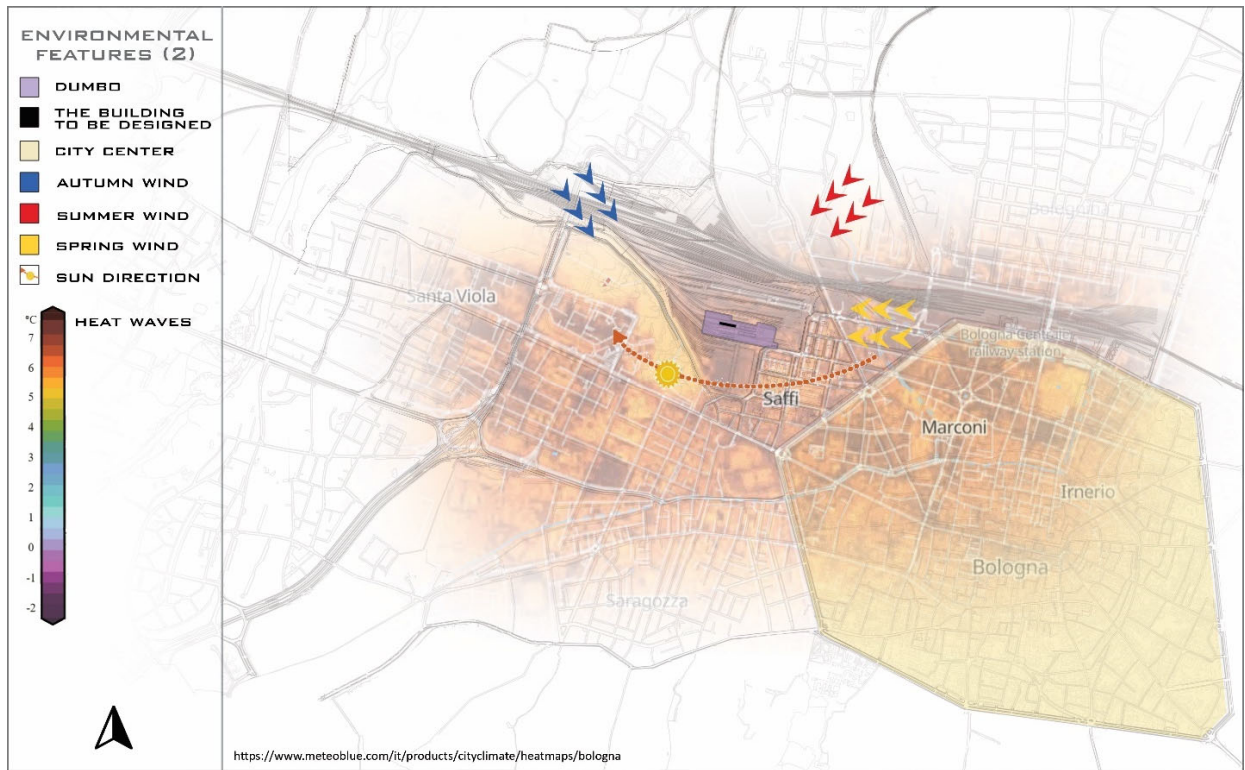 ENVIRONMENTAL
FEATURES (2)
DUMBO
THE BUILDING
TO BE DESIGNED
CITY CENTER
AUTUMN WIND
SUMMER WIND
SPRING WIND
SUN DIRECTION
°C
HEAT WAVES
7
6
5
4
3
2
1
0
-1
-2
Santa Viola
Bologna Centrale
railway station
Saffi
Marconi
Irnerio
Bologna
Saragozza
https://www.meteoblue.com/it/products/cityclimate/heatmaps/bologna